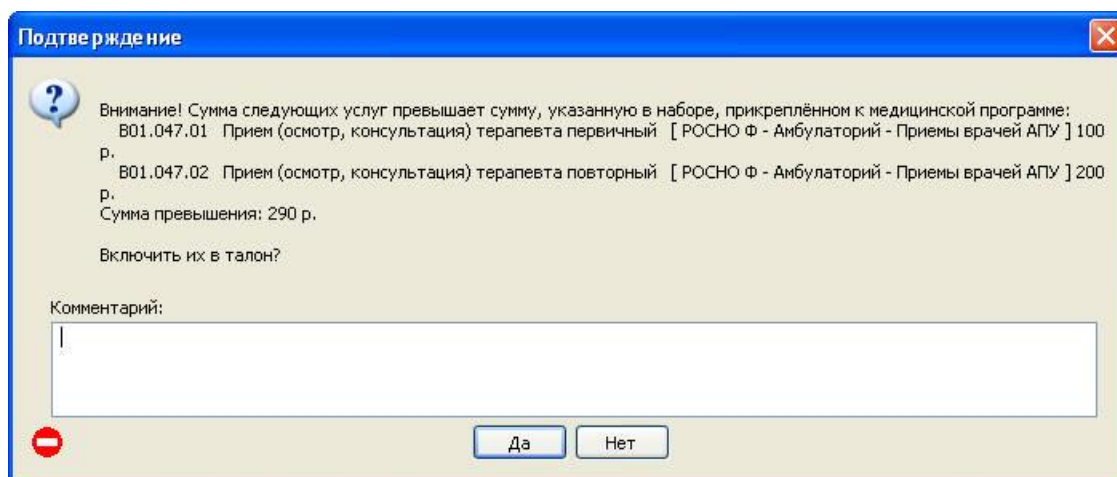 Подтверждение
Внимание! Сумма следующих услуг превышает сумму, указанную в наборе, прикреплённом к медицинской программе:
B01.047.01 Прием (осмотр, консультация) терапевта первичный [ РОСНО Ф - Амбулаторий - Приемы врачей АПУ ] 100
р.
B01.047.02 Прием (осмотр, консультация) терапевта повторный [ РОСНО Ф - Амбулаторий - Приемы врачей АПУ ] 200
р.
Сумма превышения: 290 р.
Включить их в талон?
Комментарий:
Да Нет